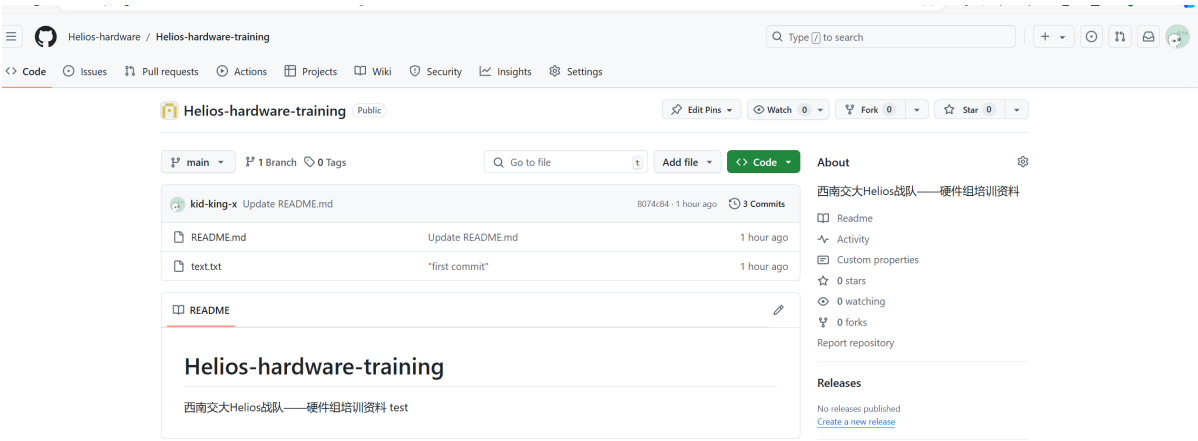 Helios-hardware / Helios-hardware-training
Type / to search
Code Issues Pull requests Actions Projects Wiki Security Insights Settings
Helios-hardware-training Public
Edit Pins Watch 0 Fork 0 Star 0
main 1 Branch 0 Tags Go to file t Add file Code
kid-king-x Update README.md 8074c84 · 1 hour ago 3 Commits
README.md Update README.md 1 hour ago
text.txt "first commit" 1 hour ago
README
Helios-hardware-training
西南交大Helios战队——硬件组培训资料 test
About
西南交大Helios战队——硬件组培训资料
Readme
Activity
Custom properties
0 stars
0 watching
0 forks
Report repository
Releases
No releases published
Create a new release